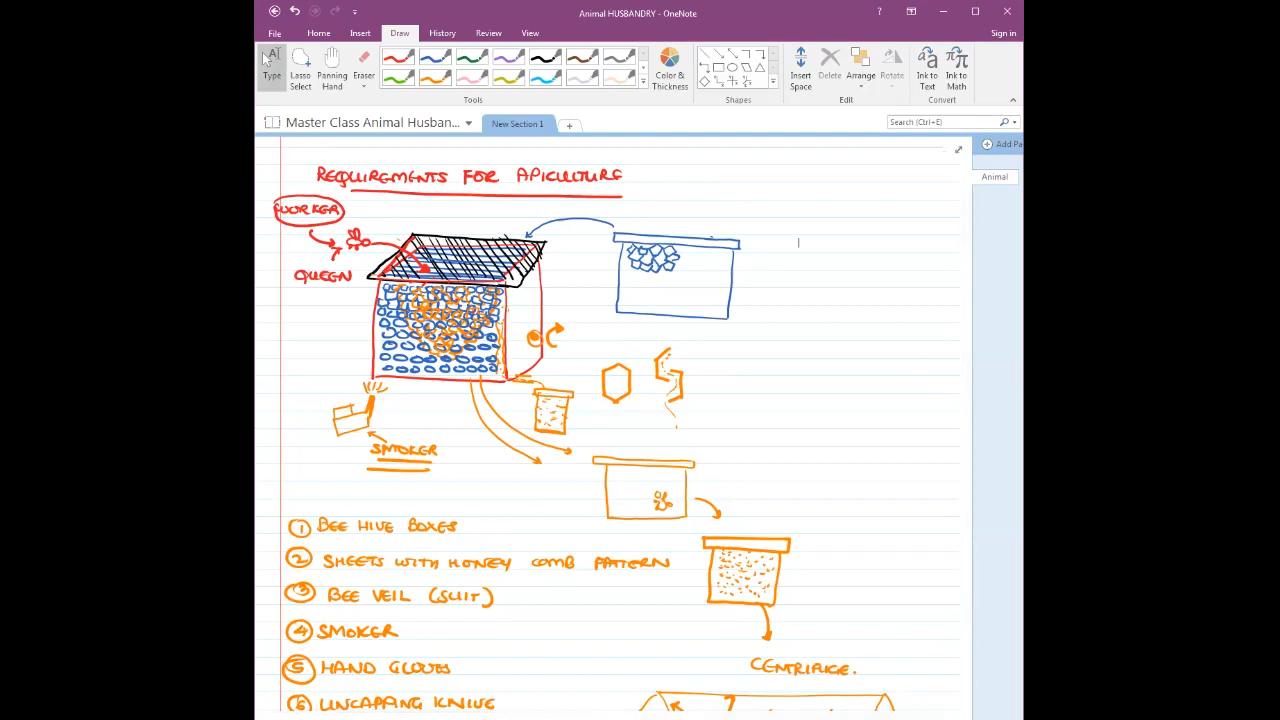 Animal HUSBANDRY - OneNote
?
File Home Insert Draw History Review View Sign in
Type
Lasso Select
Panning Hand
Eraser
Color & Thickness
Insert Space
Delete
Arrange
Rotate
Ink to Text
Ink to Math
Tools
Shapes
Edit
Convert
Master Class Animal Husban...
New Section 1
Search (Ctrl+E)
Add Pa
Animal
REQUIREMENTS FOR APICULTURE
WORKER
QUEEN
SMOKER
① BEE HIVE BOXES
② SHEETS WITH HONEY COMB PATTERN
③ BEE VEIL (SUIT)
④ SMOKER
⑤ HAND GLOVES
CENTRIFUGE.
⑥ UNCAPPING KNIVE